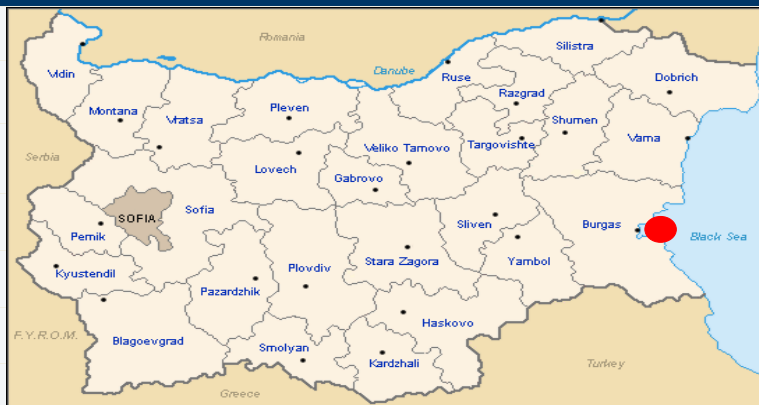 Romania
Silistra
Vidin
Danube
Ruse
Dobrich
Razgrad
Montana
Vratsa
Pleven
Shumen
Varna
Veliko Tarnovo
Targovishte
Serbia
Lovech
Gabrovo
SOFIA
Sofia
Sliven
Burgas
Pernik
Black Sea
Stara Zagora
Yambol
Kyustendil
Plovdiv
Pazardzhik
Haskovo
F.Y.R.O.M.
Blagoevgrad
Smolyan
Kardzhali
Turkey
Greece